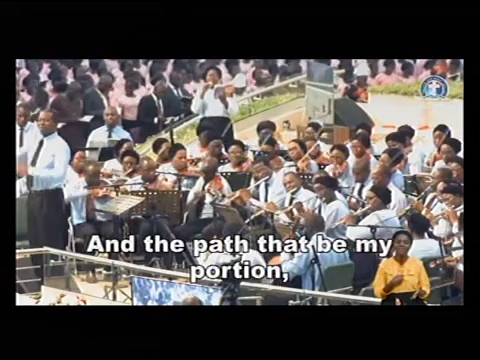 And the path that be my
portion,